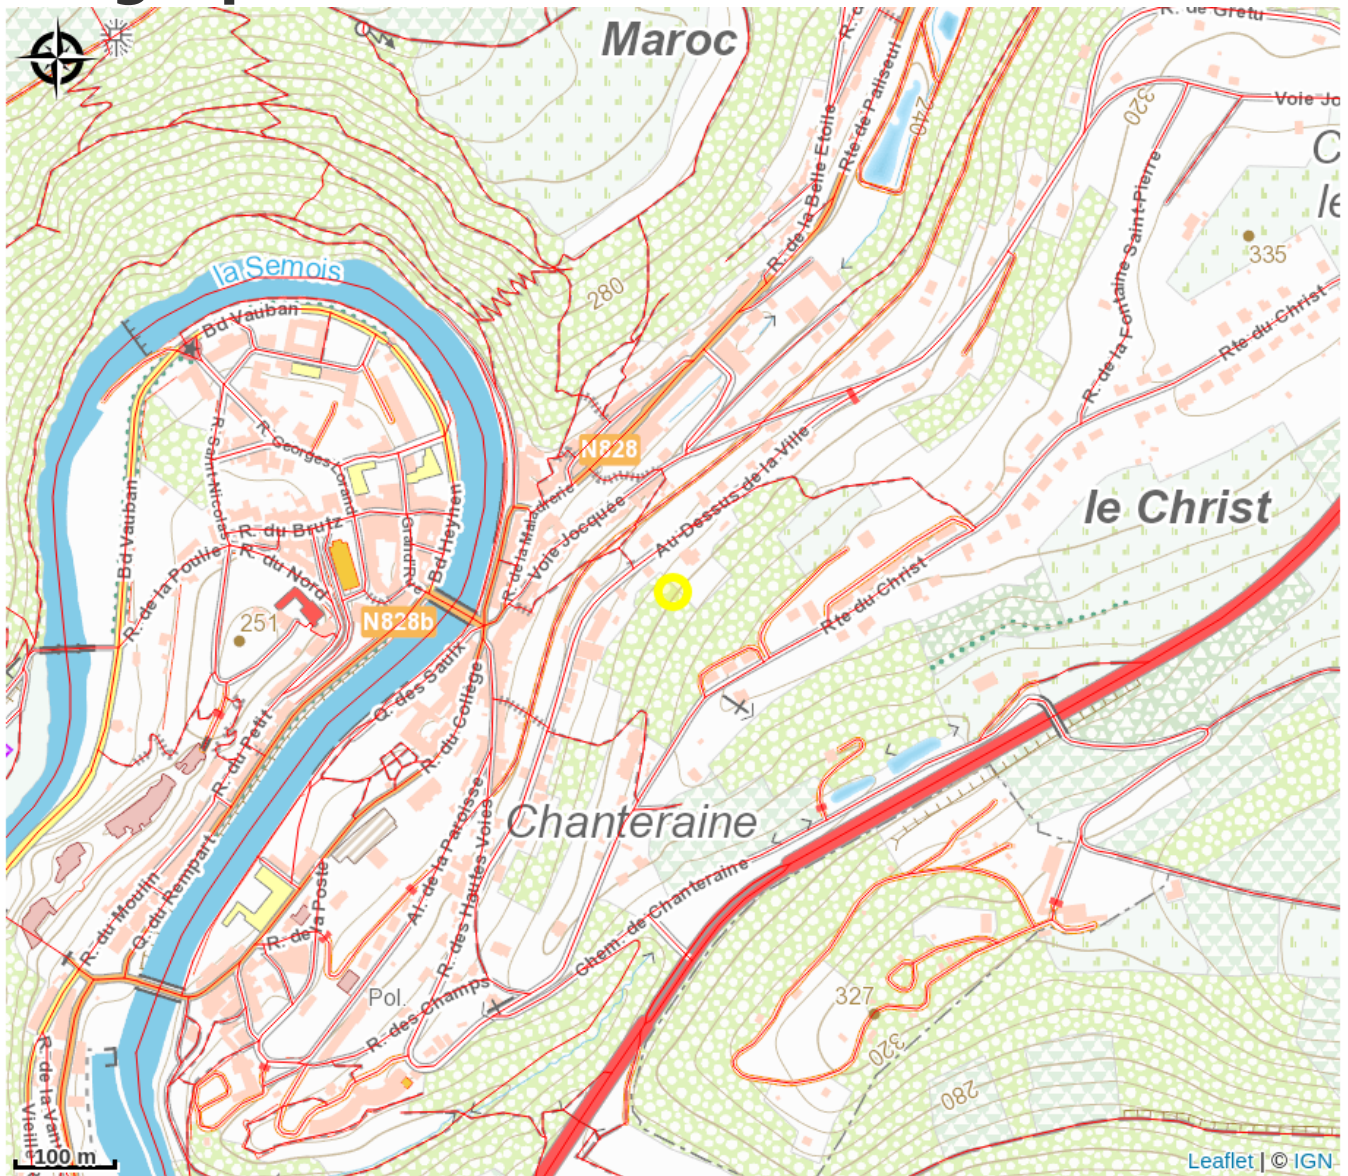 R. de Gretu
Maroc
Rte de Paliseul
240
320
Voie Jo
R. de la Belle Etoile
R. de la Fontaine Saint-Pierre
335
la Semois
280
Bd Vauban
Rte du Christ
R. Saint Nicolas
R. Georges Lorand
N828
Au Dessus de la Ville
R. de la Maladrerie
Voie Jocquée
Bd Heynen
Grand'R
le Christ
R. du Brutz
Bd Vauban
R. de la Poulie
R. du Nord
251
N828b
Rte du Christ
Q. des Saulx
R. du Collège
R. du Petit
Chanteraine
Al. de la Paroisse
R. des Hautes Voies
R. du Moulin
Q. du Rempart
R. de la Poste
Chem. de Chanteraine
Pol.
R. des Champs
327
320
280
R. de la Vann
Vieille
100 m
Leaflet | © IGN